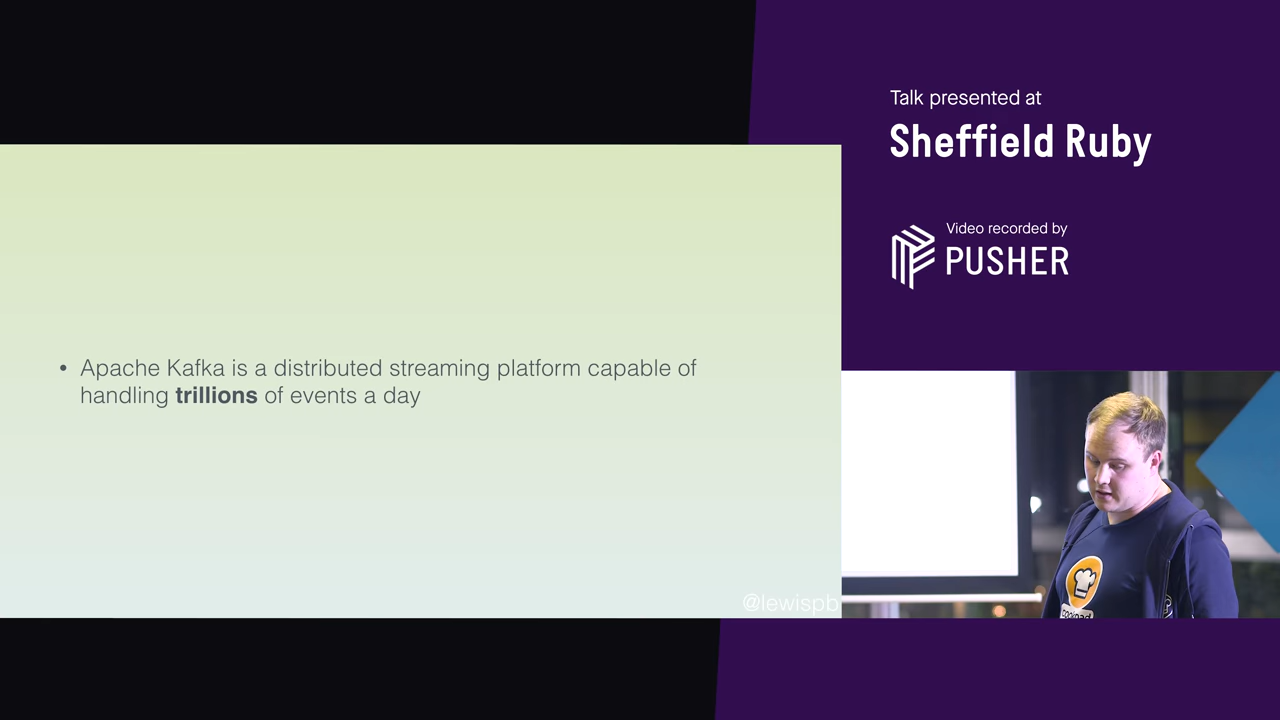 Talk presented at
Sheffield Ruby
Video recorded by
PUSHER
• Apache Kafka is a distributed streaming platform capable of
handling trillions of events a day
@lewispb
cookpad